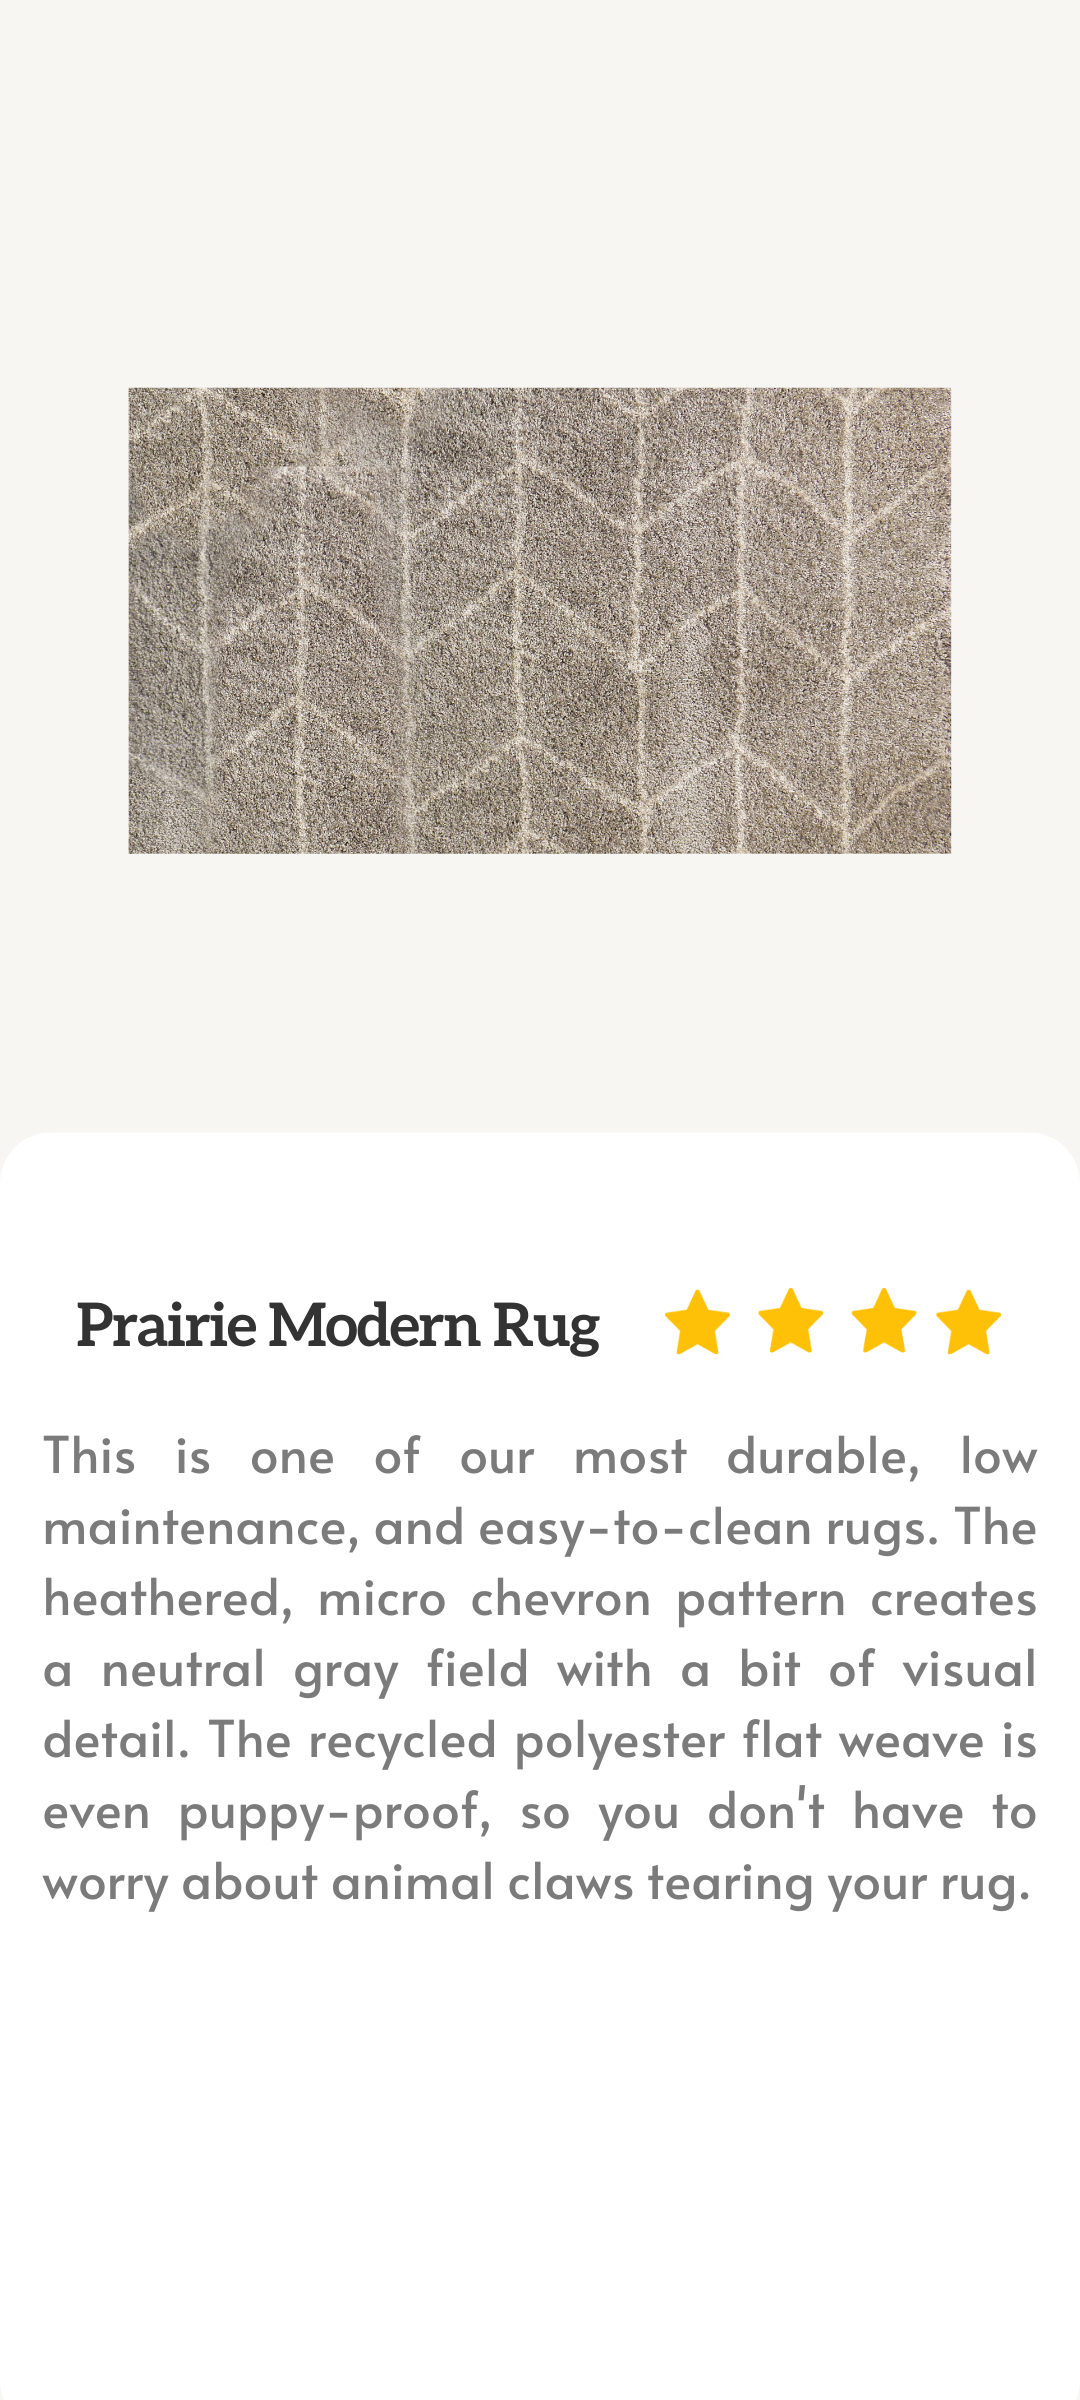 Prairie Modern Rug
This is one of our most durable, low
maintenance, and easy-to-clean rugs. The
heathered, micro chevron pattern creates
a neutral gray field with a bit of visual
detail. The recycled polyester flat weave is
even puppy-proof, so you don't have to
worry about animal claws tearing your rug.